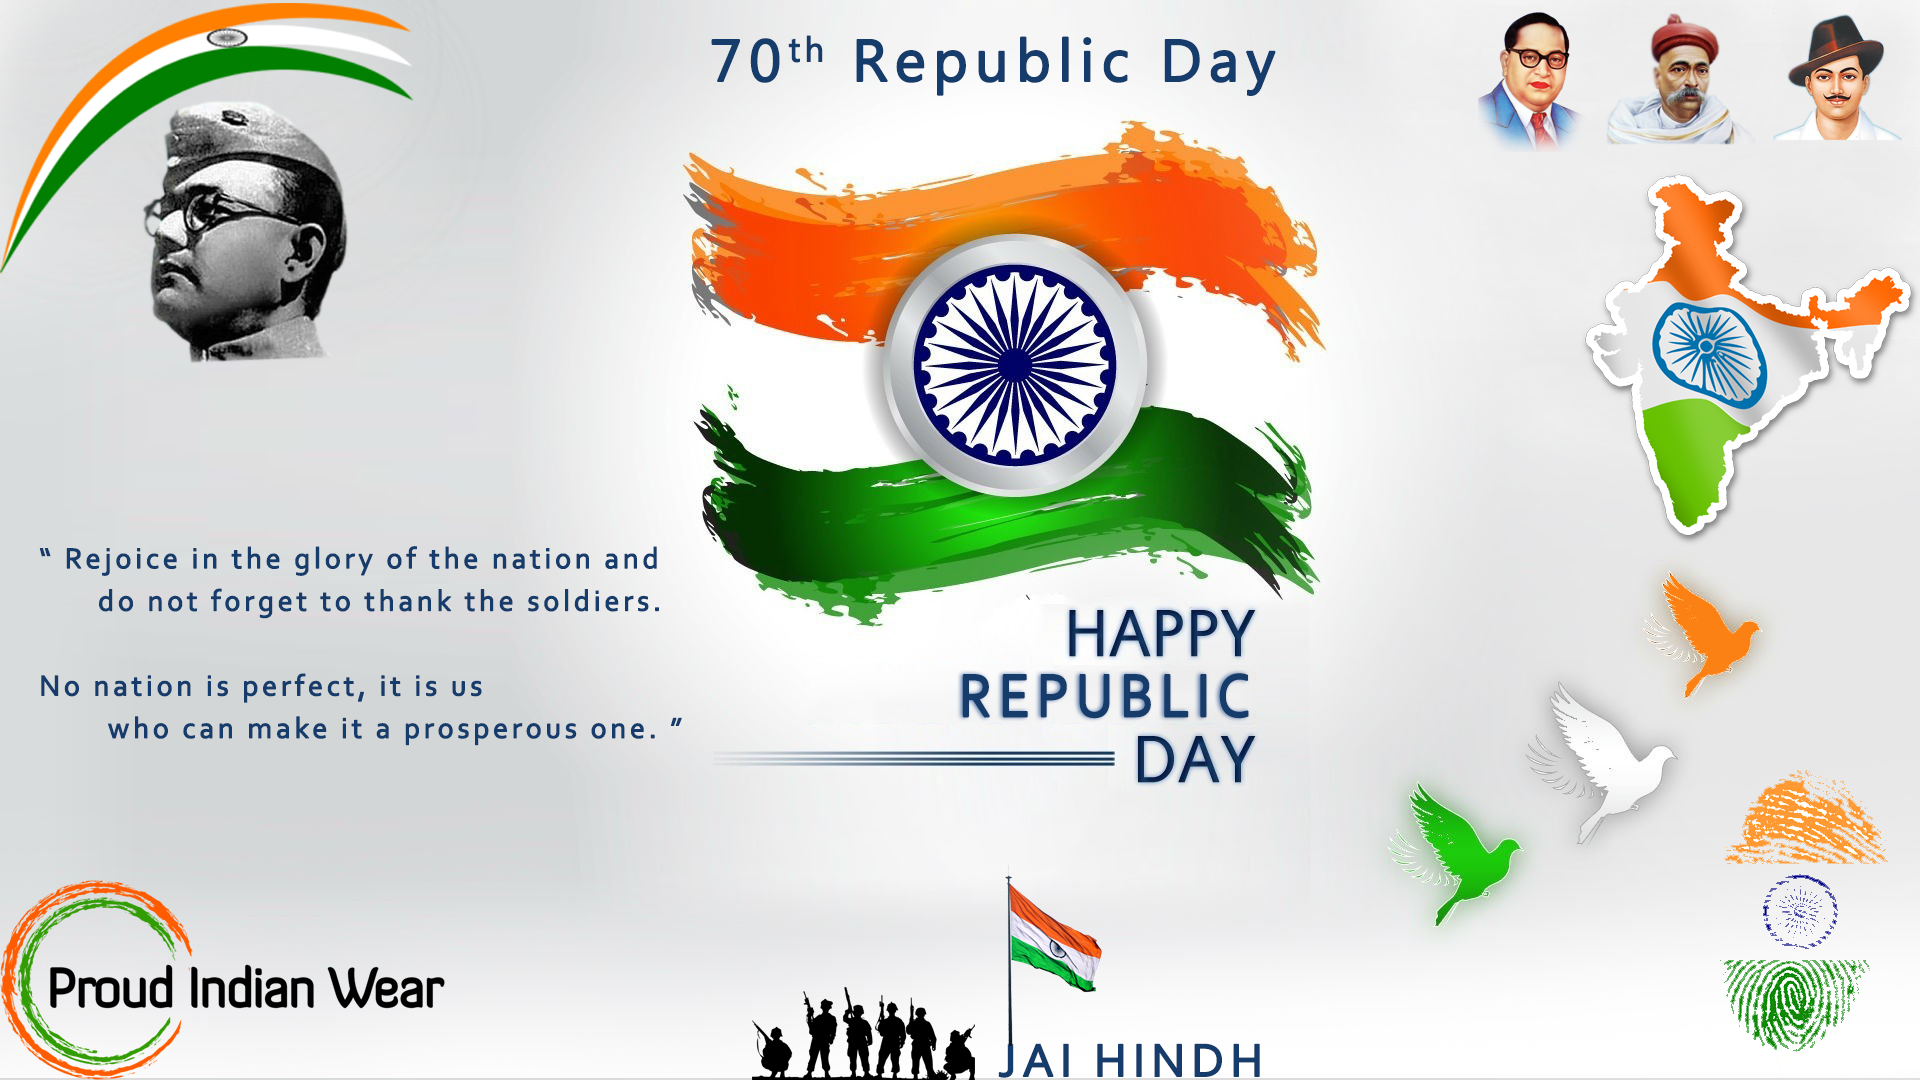 70th Republic Day
“ Rejoice in the glory of the nation and
do not forget to thank the soldiers.
No nation is perfect, it is us
who can make it a prosperous one. ”
HAPPY
REPUBLIC
DAY
Proud Indian Wear
JAI HINDH